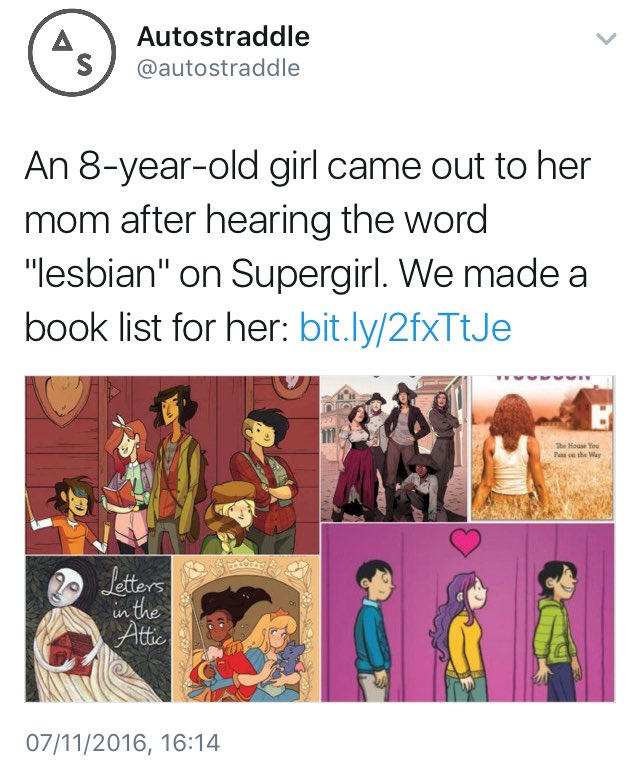 A
S
Autostraddle
@autostraddle
An 8-year-old girl came out to her
mom after hearing the word
"lesbian" on Supergirl. We made a
book list for her: bit.ly/2fxTtJe
The House You
Pass on the Way
Letters
in the
Attic
07/11/2016, 16:14